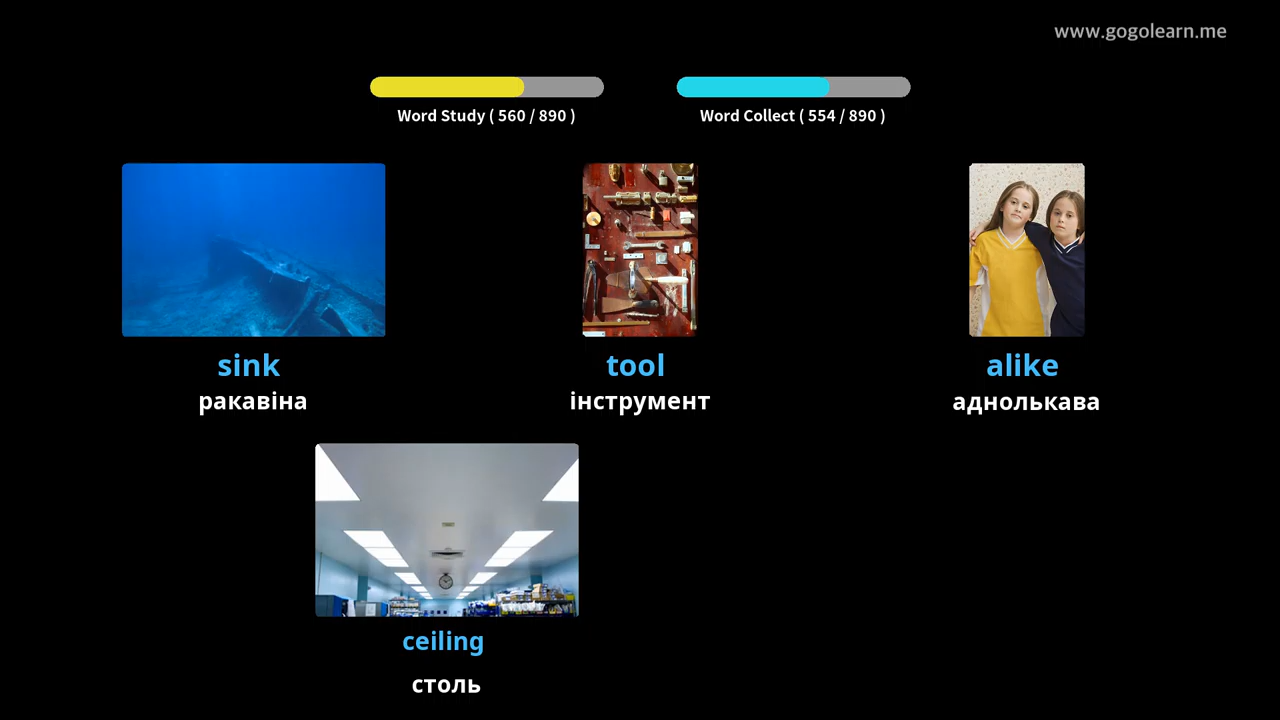 www.gogolearn.me
Word Study ( 560 / 890 )
Word Collect ( 554 / 890 )
sink
ракавіна
tool
інструмент
alike
аднолькава
ceiling
столь